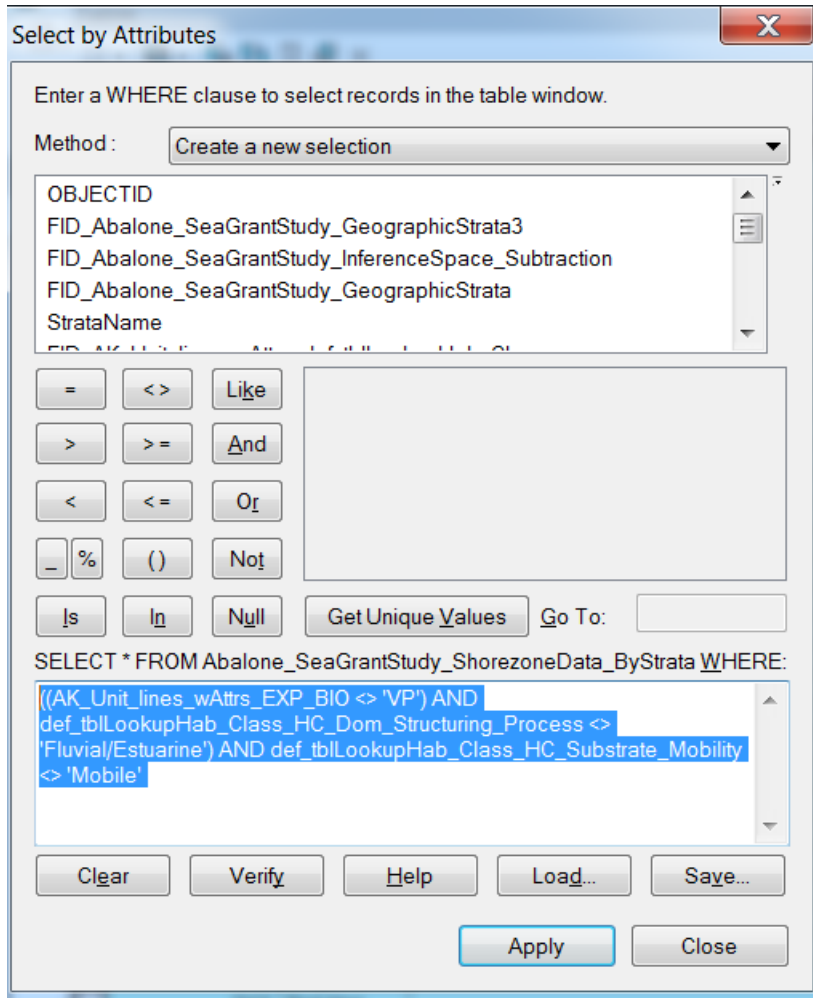 Select by Attributes
Enter a WHERE clause to select records in the table window.
Method :
Create a new selection
OBJECTID
FID_Abalone_SeaGrantStudy_GeographicStrata3
FID_Abalone_SeaGrantStudy_InferenceSpace_Subtraction
FID_Abalone_SeaGrantStudy_GeographicStrata
StrataName
= < > Like
> > = And
< < = Or
_ % ( ) Not
Is In Null Get Unique Values Go To:
SELECT * FROM Abalone_SeaGrantStudy_ShorezoneData_ByStrata WHERE:
((AK_Unit_lines_wAttrs_EXP_BIO <> 'VP') AND
def_tblLookupHab_Class_HC_Dom_Structuring_Process <>
'Fluvial/Estuarine') AND def_tblLookupHab_Class_HC_Substrate_Mobility
<> 'Mobile'
Clear Verify Help Load... Save...
Apply Close